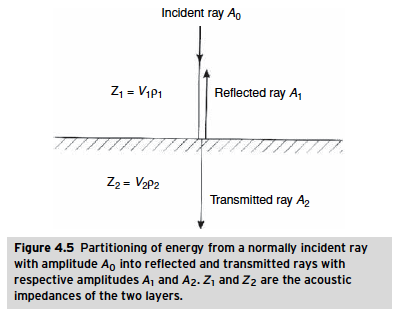 Incident ray A₀
Z₁ = V₁ρ₁
Reflected ray A₁
Z₂ = V₂ρ₂
Transmitted ray A₂
Figure 4.5 Partitioning of energy from a normally incident ray
with amplitude A₀ into reflected and transmitted rays with
respective amplitudes A₁ and A₂. Z₁ and Z₂ are the acoustic
impedances of the two layers.